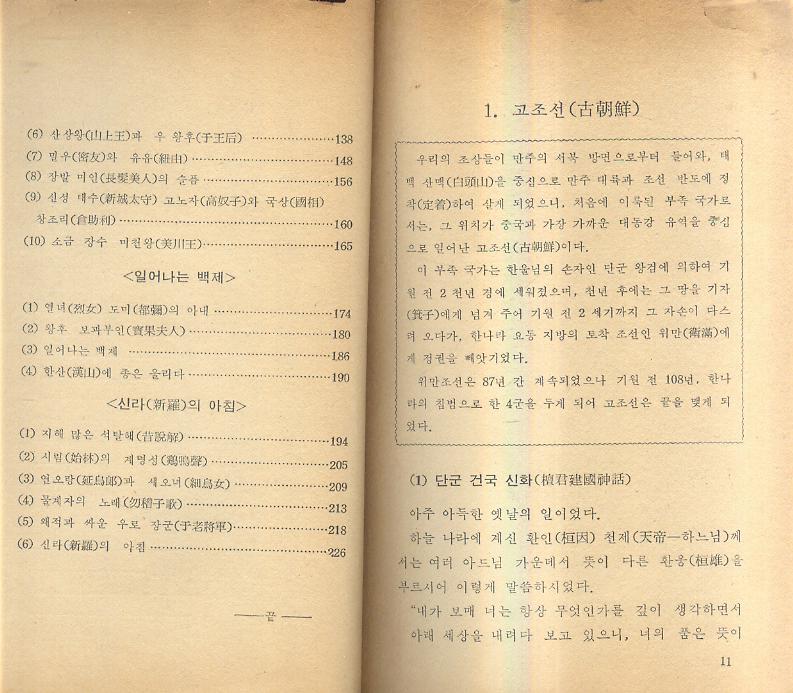 (6) 산상왕(山上王)과 우 왕후(于王后) ………………138
(7) 밀우(密友)와 유유(紐由)………………………148
(8) 장발 미인(長髮美人)의 슬픔………………………156
(9) 신성 태수(新城太守) 고노자(高奴子)와 국상(國相)
창조리(倉助利)………………………………160
(10) 소금 장수 미천왕(美川王)………………………165
<일어나는 백제>
(1) 열녀(烈女) 도미(都彌)의 아내………………………174
(2) 왕후 보과부인(寶果夫人)………………………180
(3) 일어나는 백제 ………………………………186
(4) 한산(漢山)에 좋은 울리다………………………190
<신라(新羅)의 아침>
(1) 지혜 많은 석탈해(昔說解)………………………194
(2) 시림(始林)의 계명성(鷄鳴聲)………………………205
(3) 연오랑(延烏郞)과 세오녀(細烏女)………………209
(4) 물계자의 노래(勿稽子歌)………………………213
(5) 왜적과 싸운 우로 장군(于老將軍)………………218
(6) 신라(新羅)의 아침………………………………226
── 끝 ──
1. 고조선(古朝鮮)
우리의 조상들이 만주의 서북 방면으로부터 들어와, 태
백 산맥(白頭山)을 중심으로 만주 대륙과 조선 반도에 정
착(定着)하여 살게 되었으니, 처음에 이룩된 부족 국가로
서는, 그 위치가 중국과 가장 가까운 대동강 유역을 중심
으로 일어난 고조선(古朝鮮)이다.
이 부족 국가는 한울님의 손자인 단군 왕검에 의하여 기
원 전 2천년 경에 세워졌으며, 천년 후에는 그 땅을 기자
(箕子)에게 넘겨 주어 기원 전 2세기까지 그 자손이 다스
려 오다가, 한나라 요동 지방의 토착 조선인 위만(衛滿)에
게 정권을 빼앗기었다.
위만조선은 87년 간 계속되었으나 기원 전 108년, 한나
라의 침범으로 한 4군을 두게 되어 고조선은 끝을 맺게 되
었다.
(1) 단군 건국 신화(檀君建國神話)
아주 아득한 옛날의 일이었다.
하늘 나라에 계신 환인(桓因) 천제(天帝—하느님)께
서는 여러 아드님 가운데서 뜻이 다른 환웅(桓雄)을
부르시어 이렇게 말씀하시었다.
“내가 보매 너는 항상 무엇인가를 깊이 생각하면서
아래 세상을 내려다 보고 있으니, 너의 품은 뜻이
11